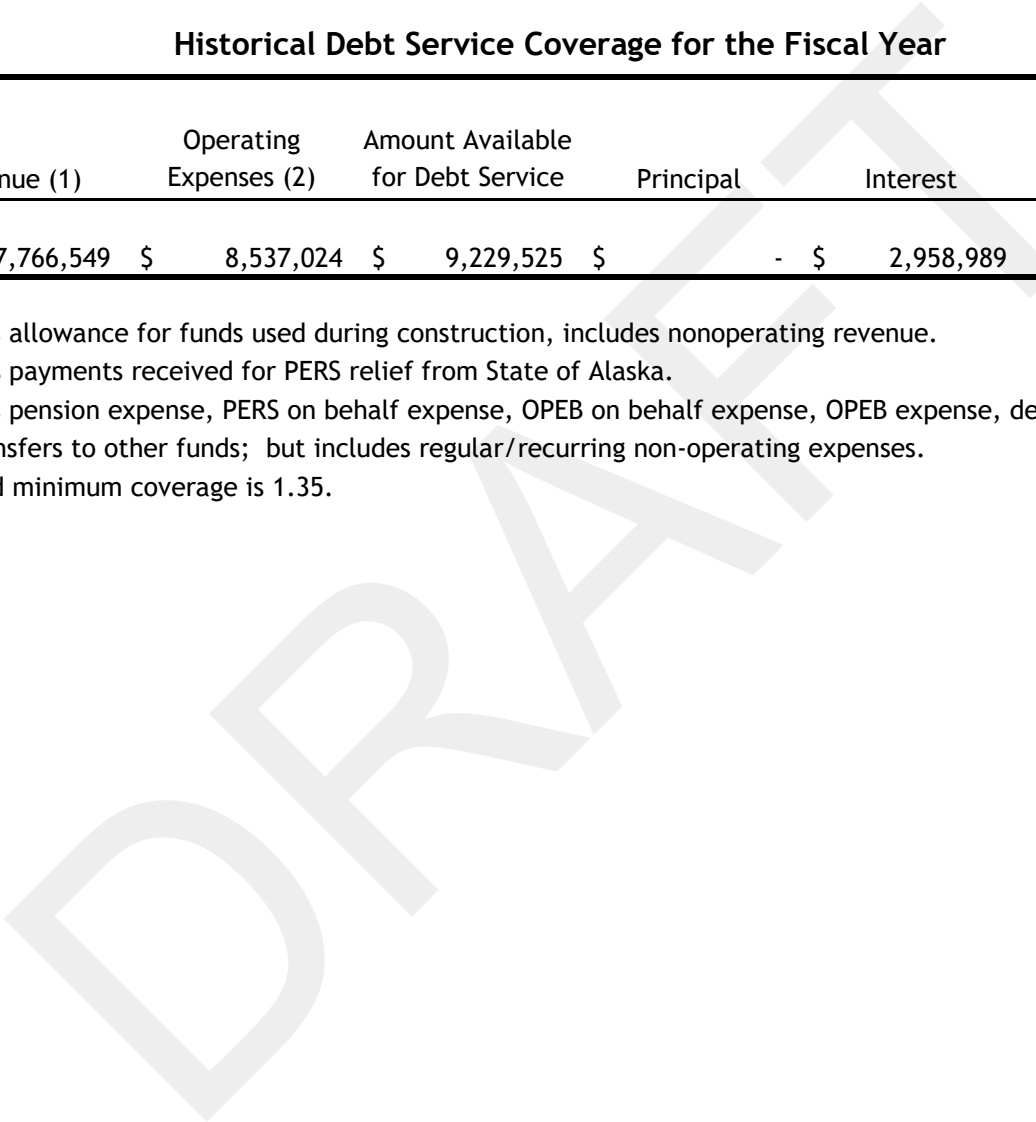 Historical Debt Service Coverage for the Fiscal Year
Operating Amount Available
nue (1) Expenses (2) for Debt Service Principal Interest
7,766,549 $ 8,537,024 $ 9,229,525 $ - $ 2,958,989
allowance for funds used during construction, includes nonoperating revenue.
payments received for PERS relief from State of Alaska.
pension expense, PERS on behalf expense, OPEB on behalf expense, OPEB expense, de
nsfers to other funds; but includes regular/recurring non-operating expenses.
d minimum coverage is 1.35.
DRAFT